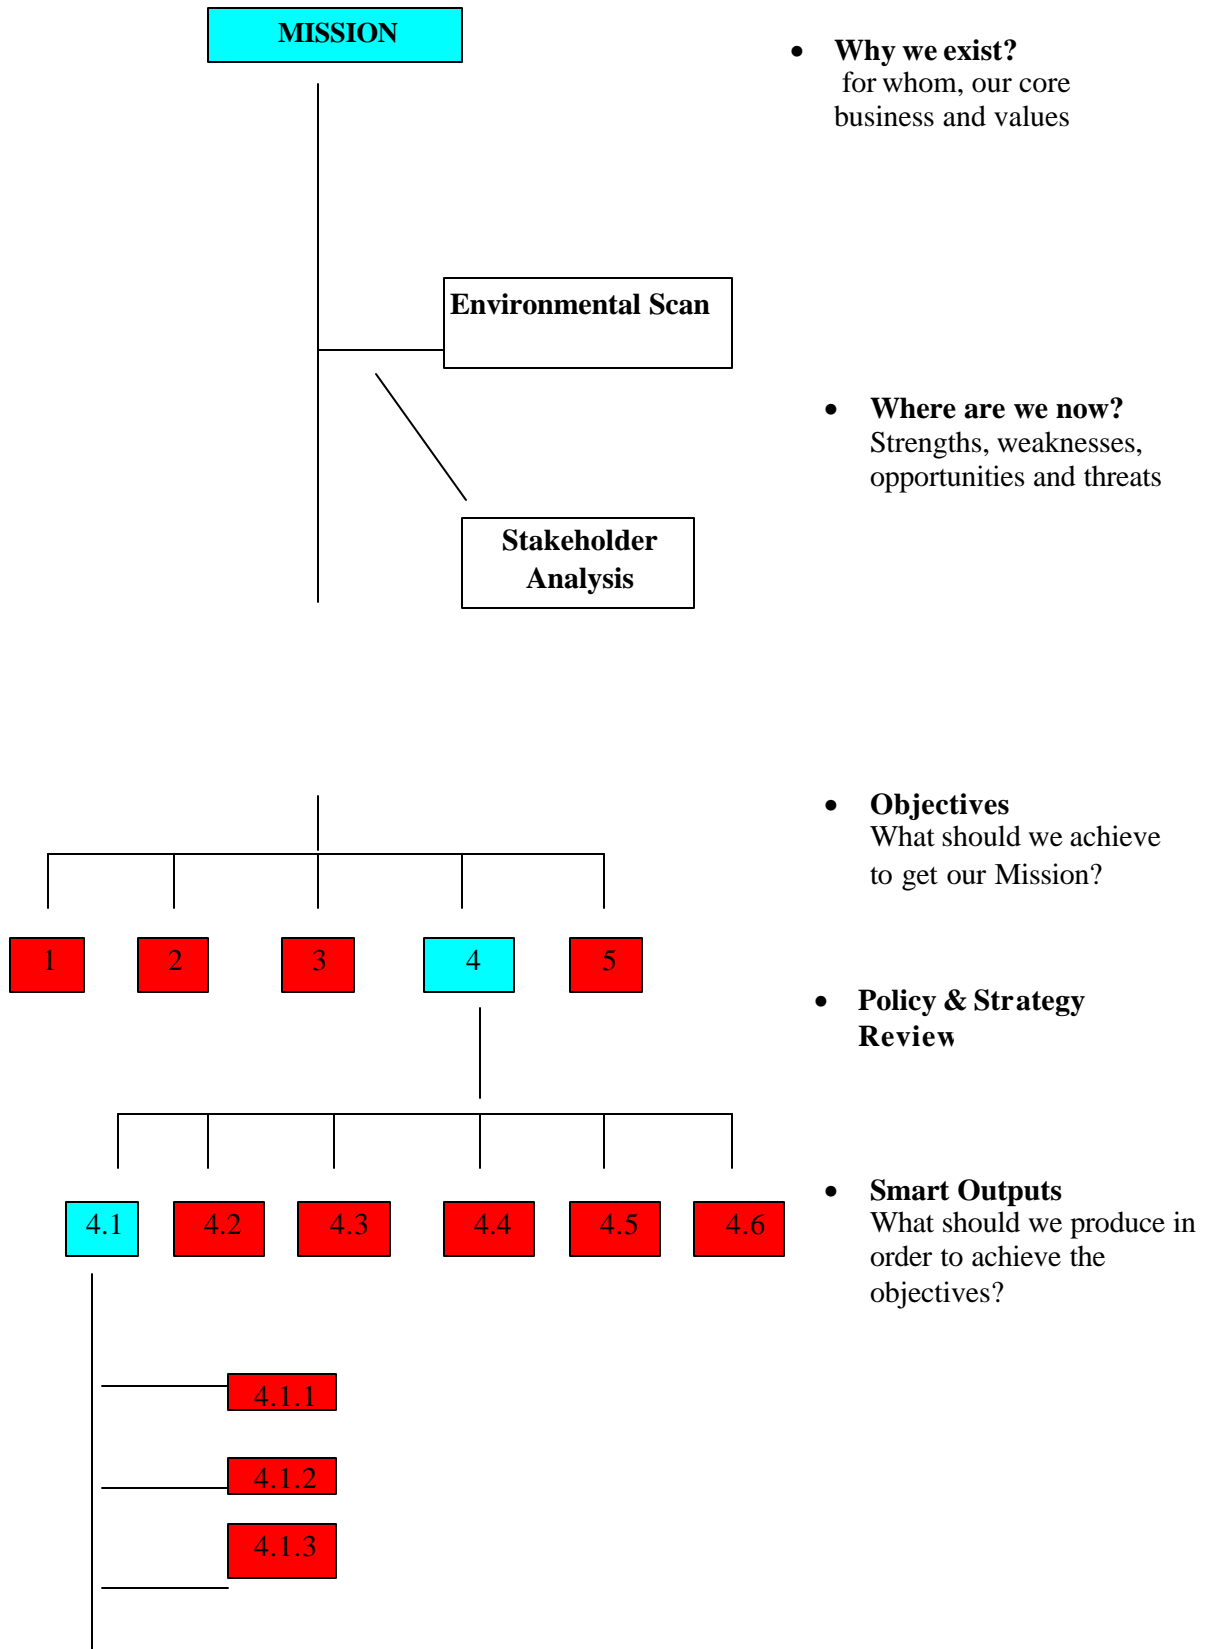 MISSION
• Why we exist?
for whom, our core
business and values
Environmental Scan
• Where are we now?
Strengths, weaknesses,
opportunities and threats
Stakeholder
Analysis
• Objectives
What should we achieve
to get our Mission?
1 2 3 4 5
• Policy & Strategy
Review
4.1 4.2 4.3 4.4 4.5 4.6
• Smart Outputs
What should we produce in
order to achieve the
objectives?
4.1.1
4.1.2
4.1.3